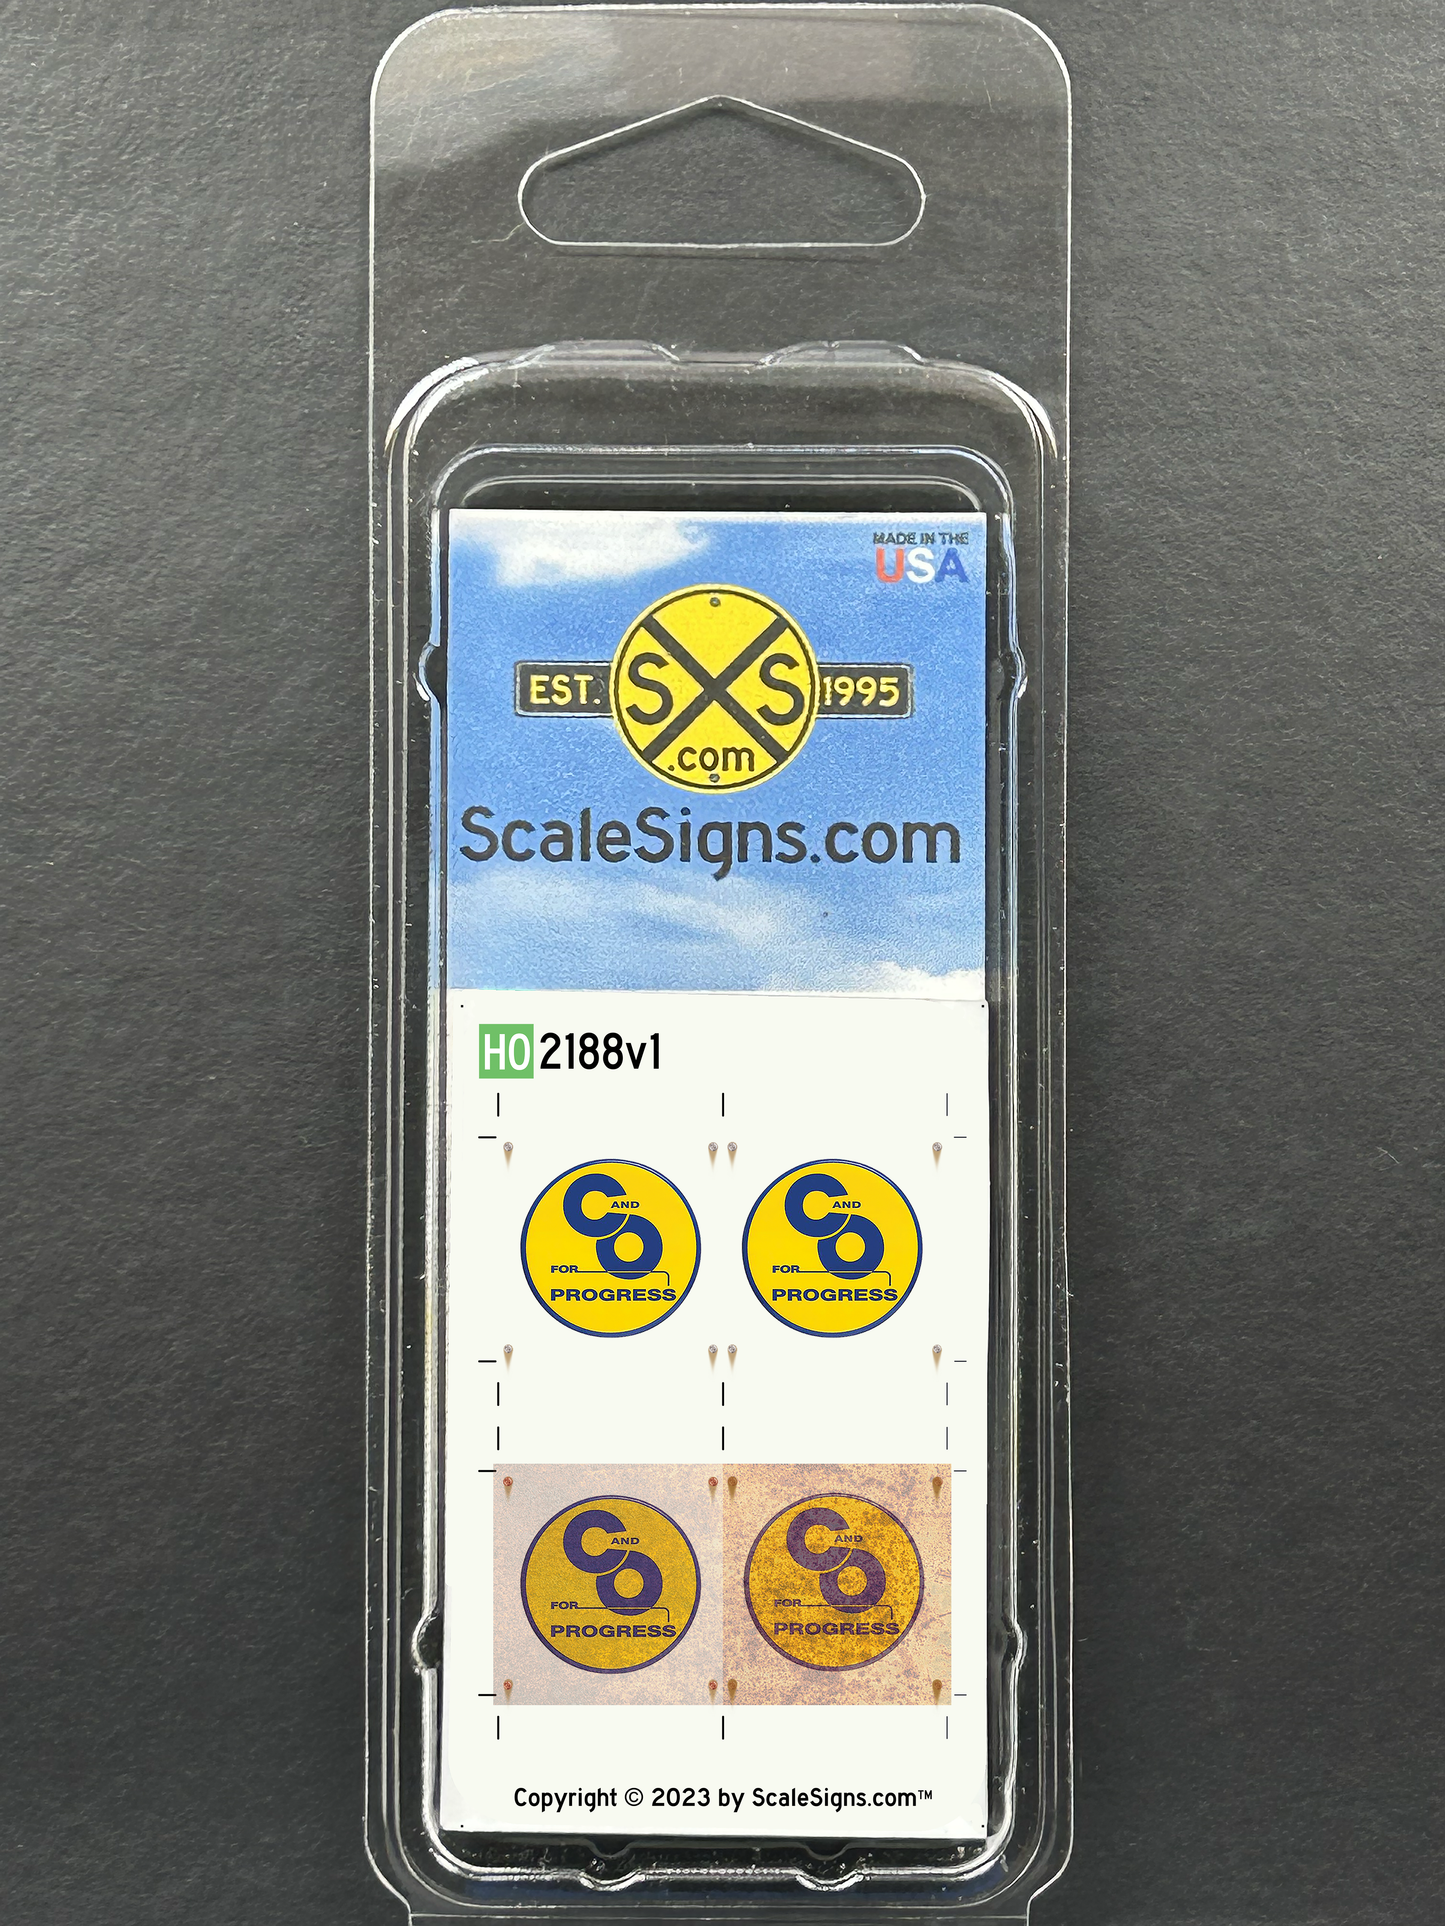 MADE IN THE
USA
EST. SXS 1995
.com
ScaleSigns.com
HO 2188v1
C AND O
FOR
PROGRESS
C AND O
FOR
PROGRESS
C AND O
FOR
PROGRESS
C AND O
FOR
PROGRESS
Copyright © 2023 by ScaleSigns.com™